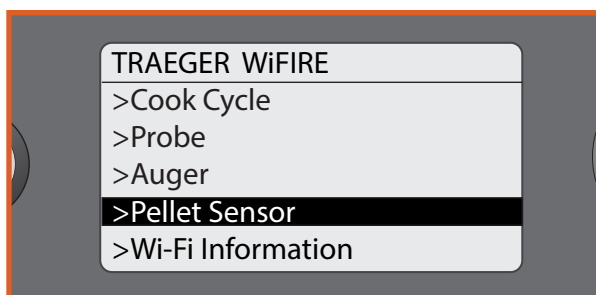 TRAEGER WiFIRE
>Cook Cycle
>Probe
>Auger
>Pellet Sensor
>Wi-Fi Information